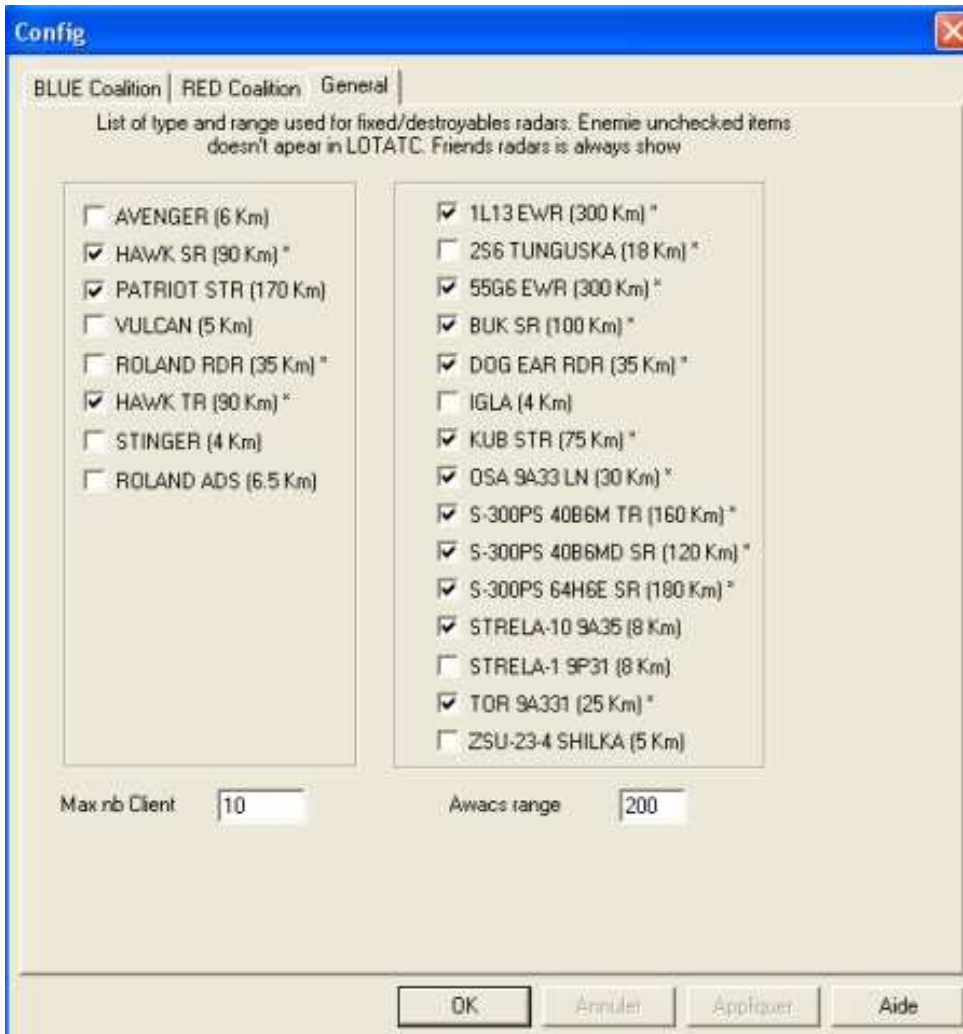 Config
BLUE Coalition RED Coalition General
List of type and range used for fixed/destroyables radars. Enemie unchecked items
doesn't apear in LOTATC. Friends radars is always show
AVENGER (6 Km)
HAWK SR (90 Km) *
PATRIOT STR (170 Km)
VULCAN (5 Km)
ROLAND RDR (35 Km) *
HAWK TR (90 Km) *
STINGER (4 Km)
ROLAND ADS (6.5 Km)
1L13 EWR (300 Km) *
2S6 TUNGUSKA (18 Km) *
55G6 EWR (300 Km) *
BUK SR (100 Km) *
DOG EAR RDR (35 Km) *
IGLA (4 Km)
KUB STR (75 Km) *
OSA 9A33 LN (30 Km) *
S-300PS 40B6M TR (160 Km) *
S-300PS 40B6MD SR (120 Km) *
S-300PS 64H6E SR (180 Km) *
STRELA-10 9A35 (8 Km)
STRELA-1 9P31 (8 Km)
TOR 9A331 (25 Km) *
ZSU-23-4 SHILKA (5 Km)
Max nb Client 10 Awacs range 200
OK Annuler Appliquer Aide